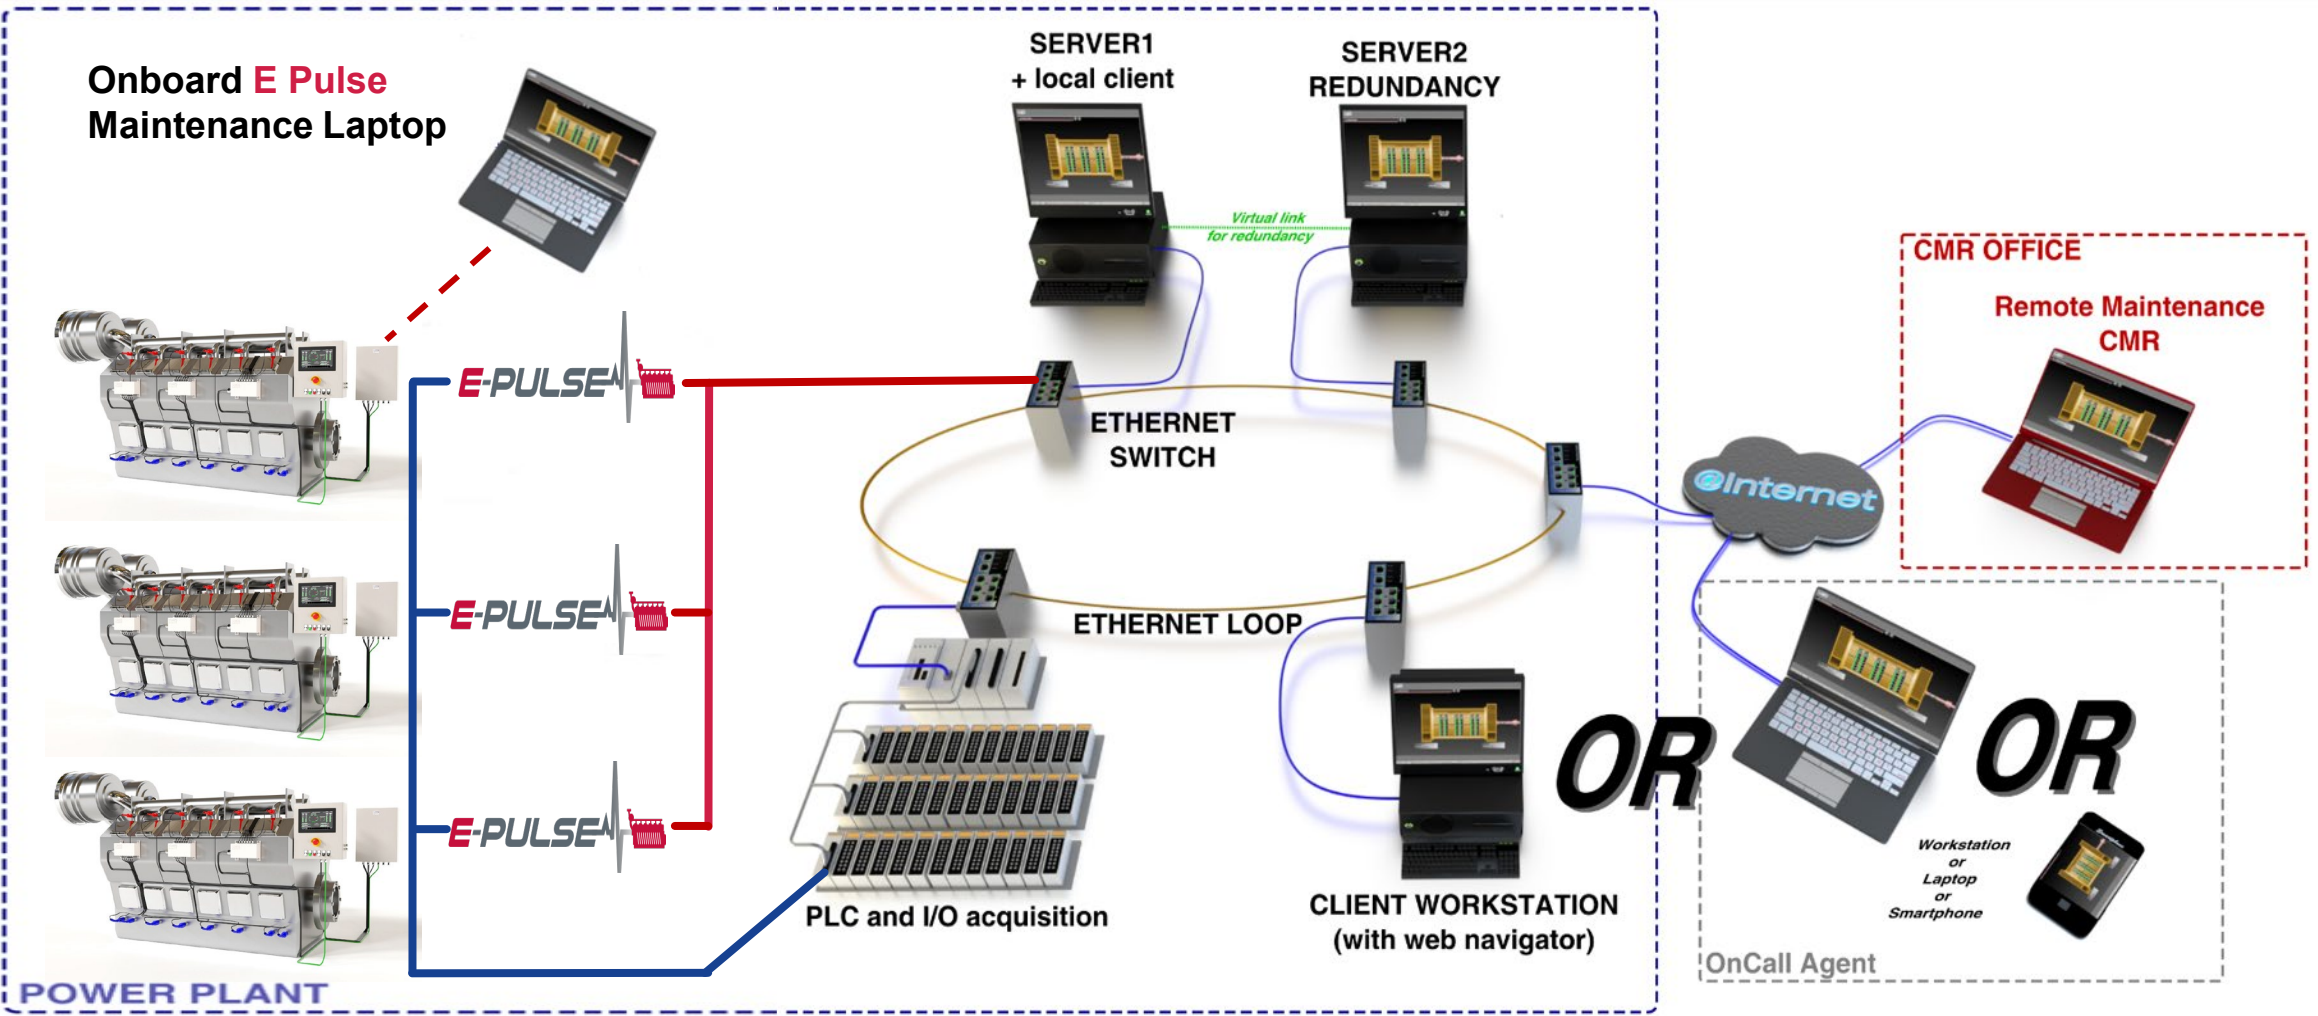 Onboard E Pulse
Maintenance Laptop
SERVER1
+ local client
SERVER2
REDUNDANCY
Virtual link
for redundancy
CMR OFFICE
Remote Maintenance
CMR
E-PULSE
ETHERNET
SWITCH
@Internet
E-PULSE
ETHERNET LOOP
E-PULSE
OR
OR
Workstation
or
Laptop
or
Smartphone
PLC and I/O acquisition
CLIENT WORKSTATION
(with web navigator)
OnCall Agent
POWER PLANT